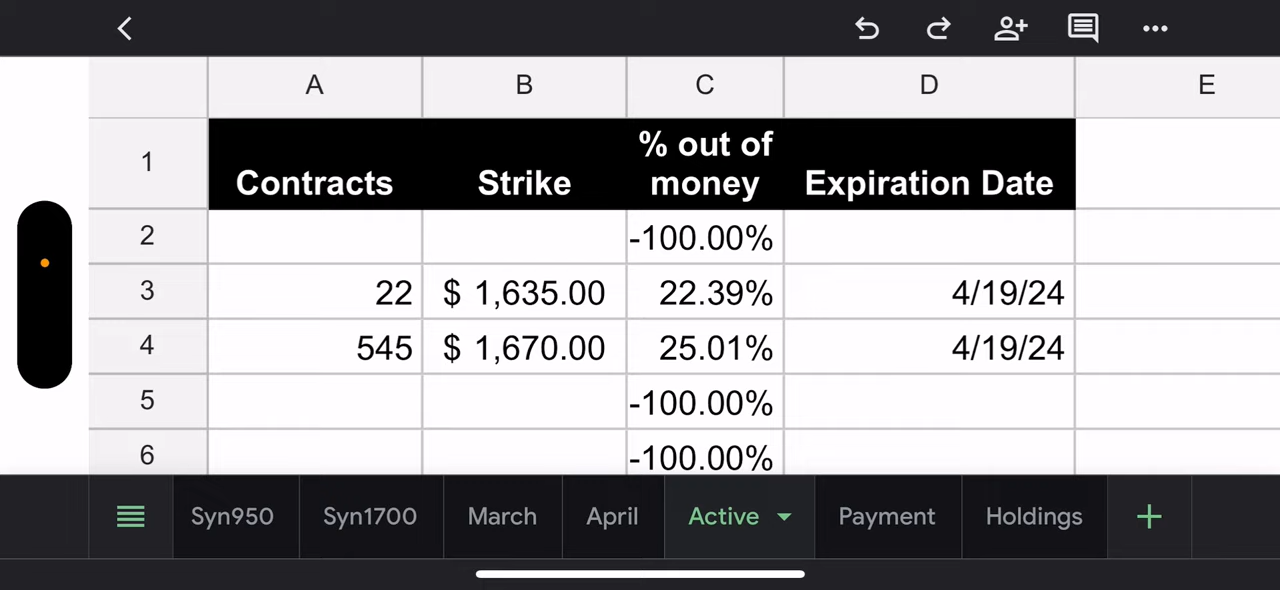 A B C D E
1 Contracts Strike % out of money Expiration Date
2 -100.00%
3 22 $ 1,635.00 22.39% 4/19/24
4 545 $ 1,670.00 25.01% 4/19/24
5 -100.00%
6 -100.00%
Syn950 Syn1700 March April Active Payment Holdings +